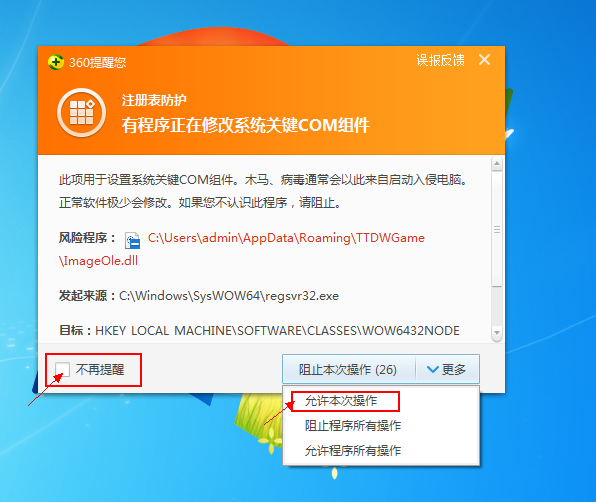 360提醒您
误报反馈
注册表防护
有程序正在修改系统关键COM组件
此项用于设置系统关键COM组件。木马、病毒通常会以此来自启动入侵电脑。
正常软件极少会修改。如果您不认识此程序，请阻止。
风险程序： C:\Users\admin\AppData\Roaming\TTDWGame
\ImageOle.dll
发起来源：C:\Windows\SysWOW64\regsvr32.exe
目标：HKEY_LOCAL_MACHINE\SOFTWARE\CLASSES\WOW6432NODE
不再提醒
阻止本次操作 (26)
更多
允许本次操作
阻止程序所有操作
允许程序所有操作